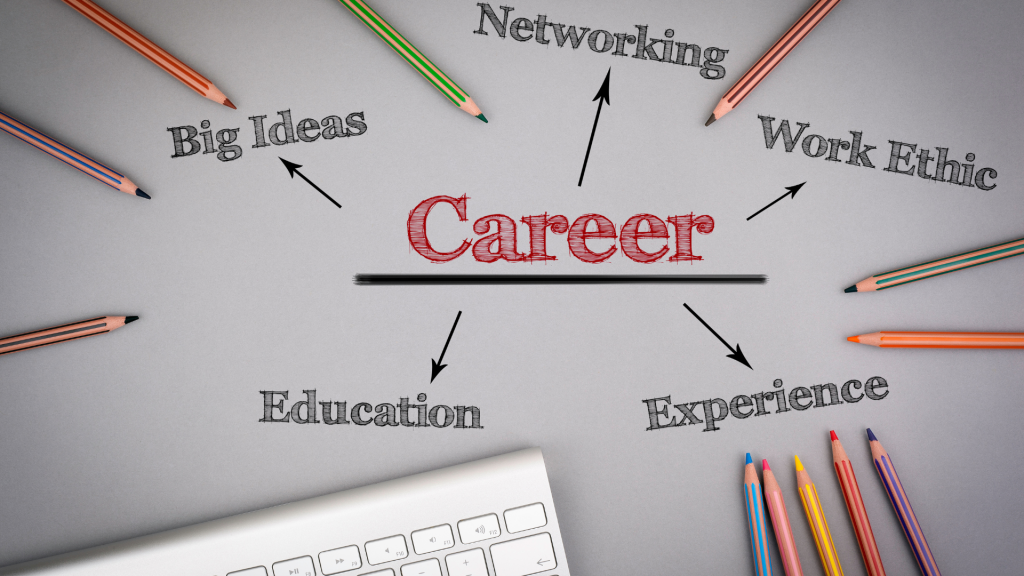 Networking
Big Ideas
Work Ethic
Career
Education
Experience